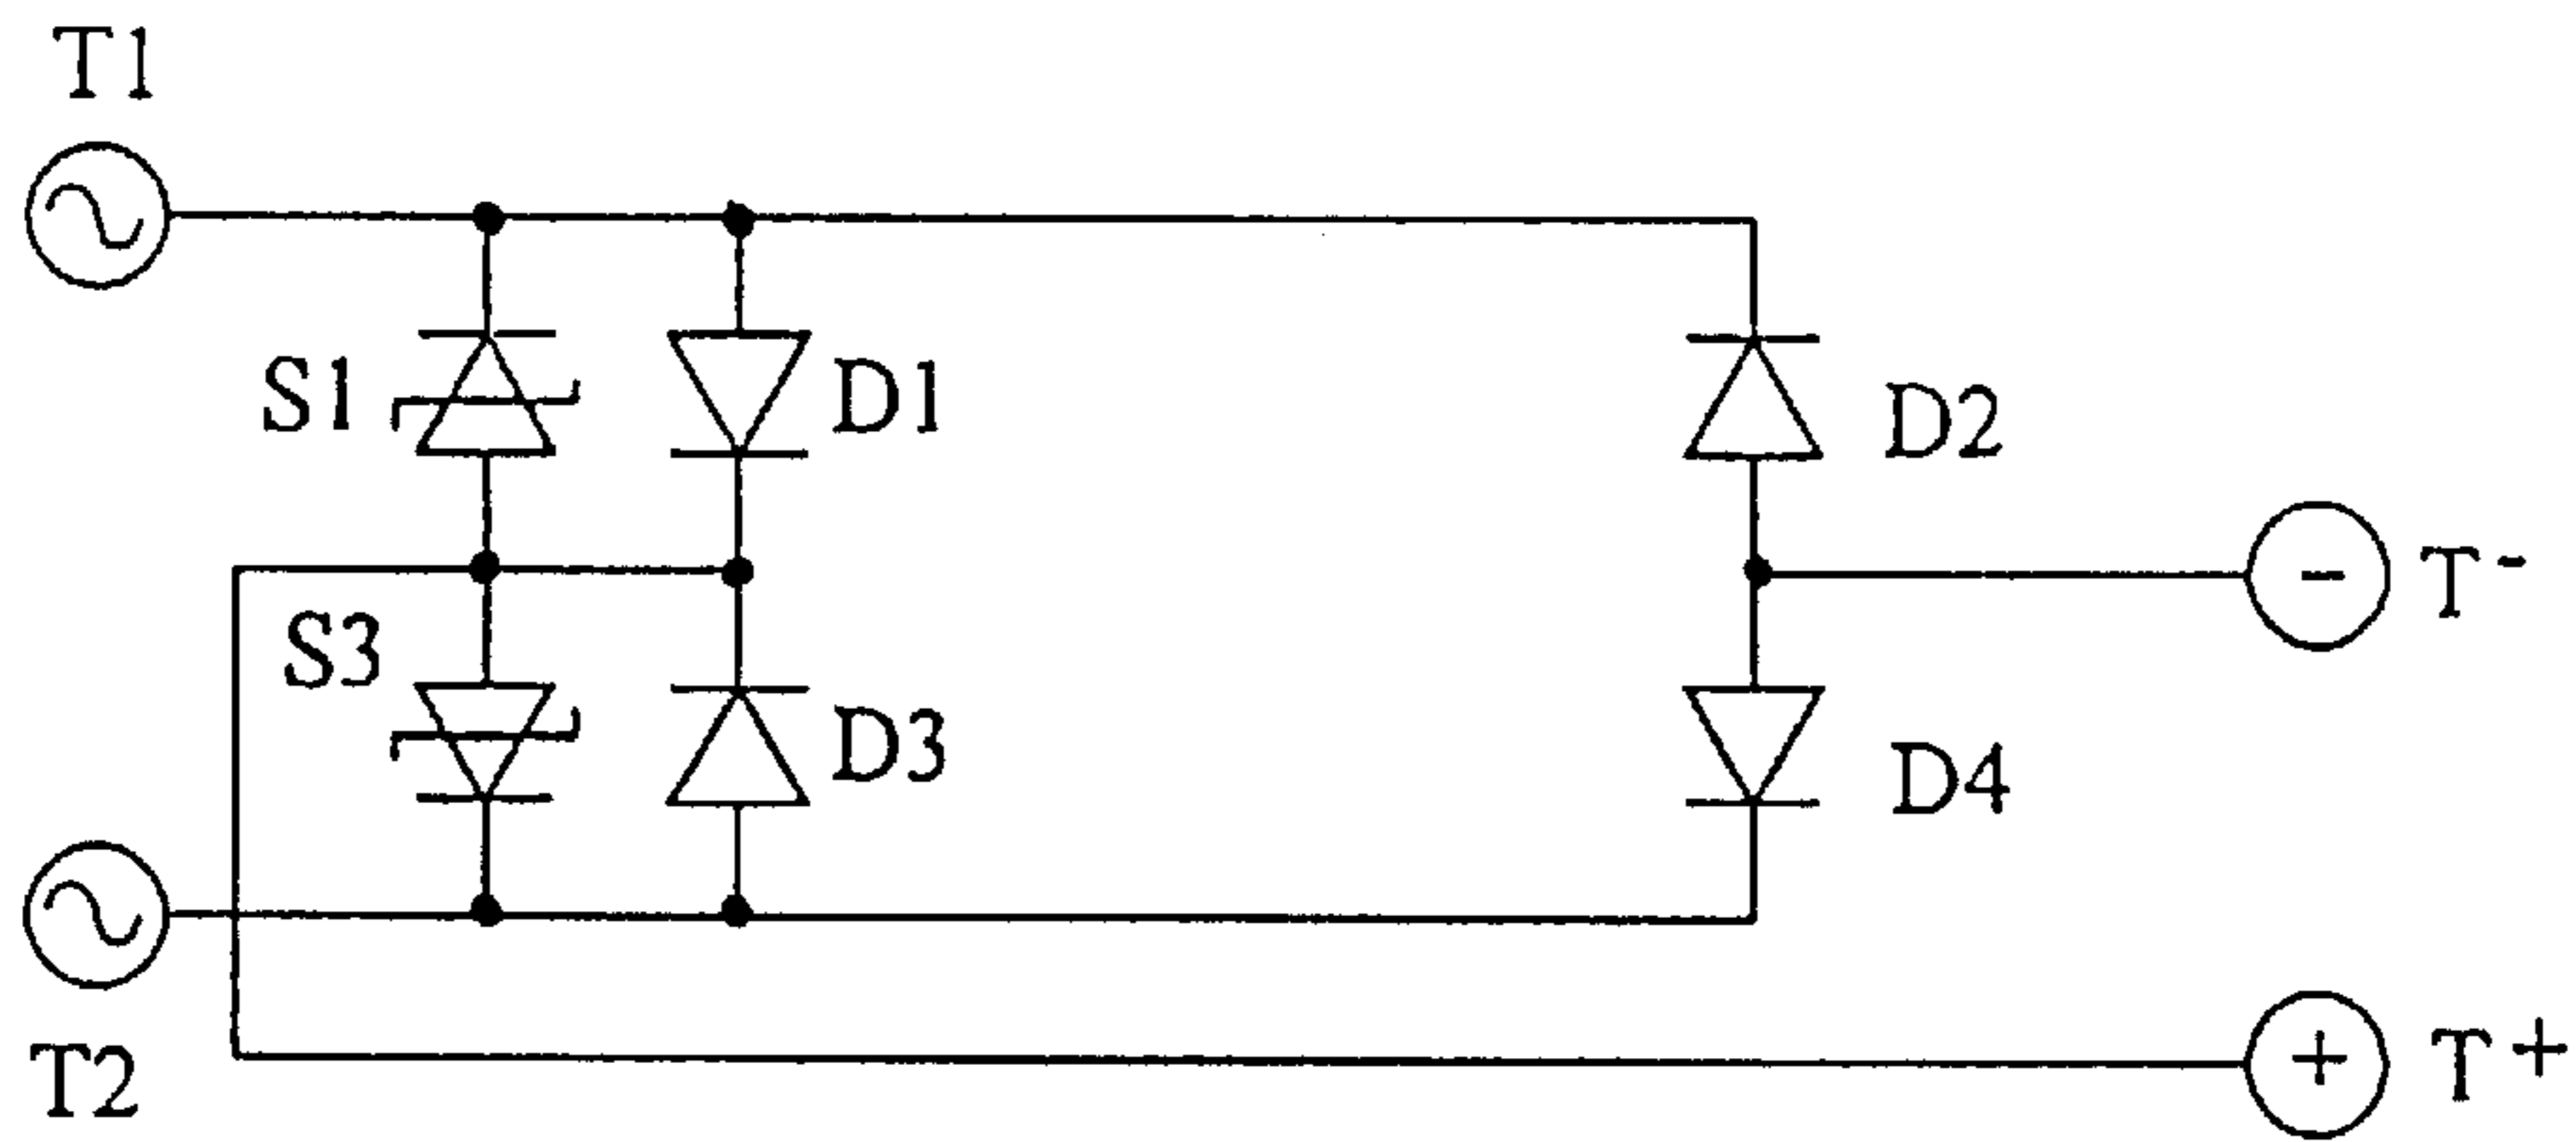 T1
S1
D1
D2
-
T-
S3
D3
D4
T2
+
T+